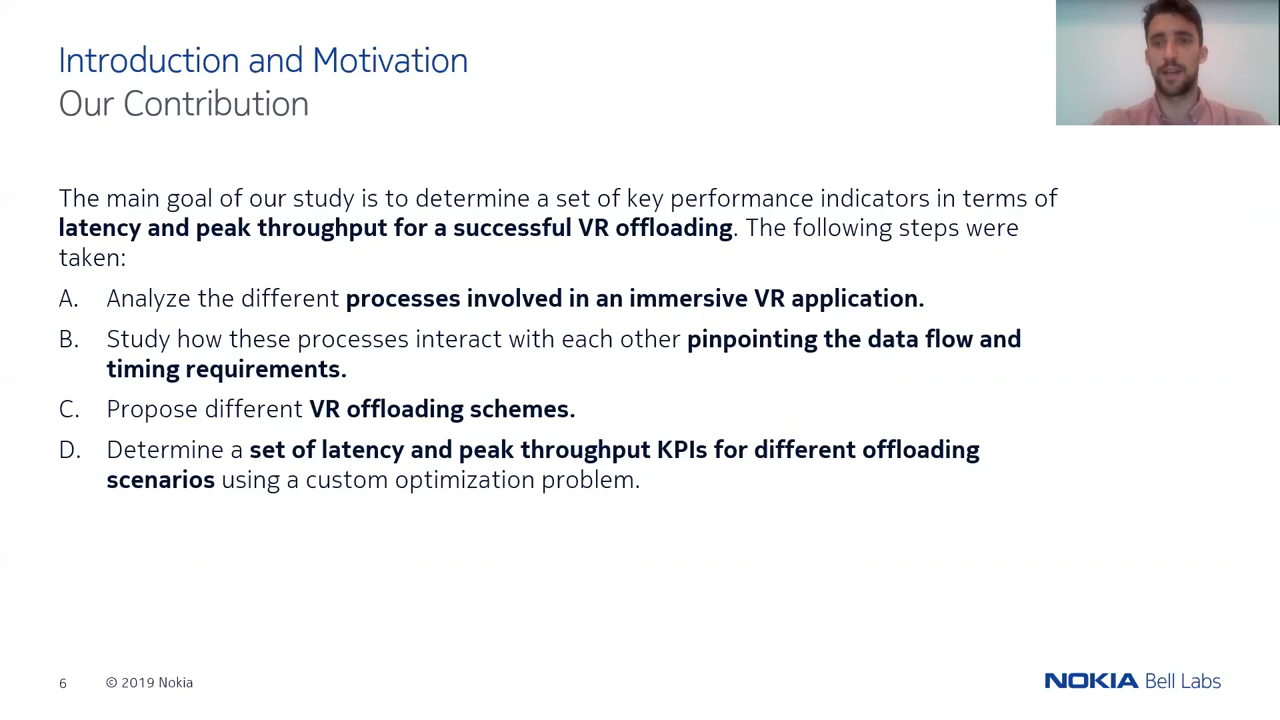 Introduction and Motivation
Our Contribution
The main goal of our study is to determine a set of key performance indicators in terms of
latency and peak throughput for a successful VR offloading. The following steps were
taken:
A. Analyze the different processes involved in an immersive VR application.
B. Study how these processes interact with each other pinpointing the data flow and
timing requirements.
C. Propose different VR offloading schemes.
D. Determine a set of latency and peak throughput KPIs for different offloading
scenarios using a custom optimization problem.
6 © 2019 Nokia
NOKIA Bell Labs